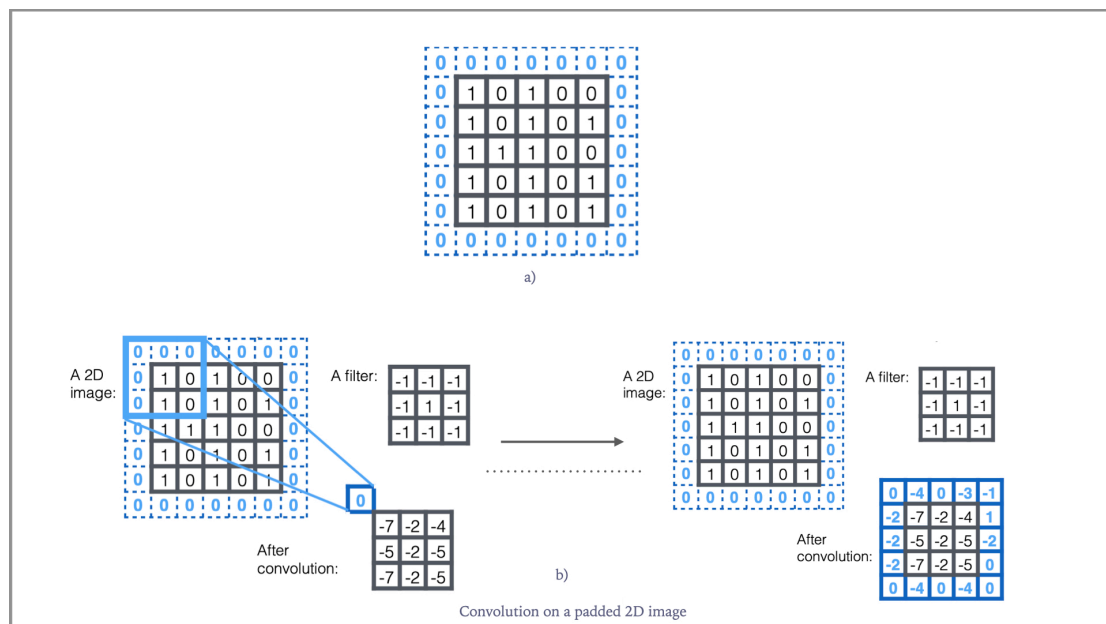 0 0 0 0 0 0 0
0 1 0 1 0 0 0
0 1 0 1 0 1 0
0 1 1 1 0 0 0
0 1 0 1 0 1 0
0 1 0 1 0 1 0
0 0 0 0 0 0 0
a)
A 2D
image:
0 0 0 0 0 0 0
0 1 0 1 0 0 0
0 1 0 1 0 1 0
0 1 1 1 0 0 0
0 1 0 1 0 1 0
0 1 0 1 0 1 0
0 0 0 0 0 0 0
A filter:
-1 -1 -1
-1 1 -1
-1 -1 -1
After
convolution:
0
-7 -2 -4
-5 -2 -5
-7 -2 -5
A 2D
image:
0 0 0 0 0 0 0
0 1 0 1 0 0 0
0 1 0 1 0 1 0
0 1 1 1 0 0 0
0 1 0 1 0 1 0
0 1 0 1 0 1 0
0 0 0 0 0 0 0
A filter:
-1 -1 -1
-1 1 -1
-1 -1 -1
After
convolution:
0 -4 0 -3 -1
-2 -7 -2 -4 1
-2 -5 -2 -5 -2
-2 -7 -2 -5 0
0 -4 0 -4 0
b)
Convolution on a padded 2D image